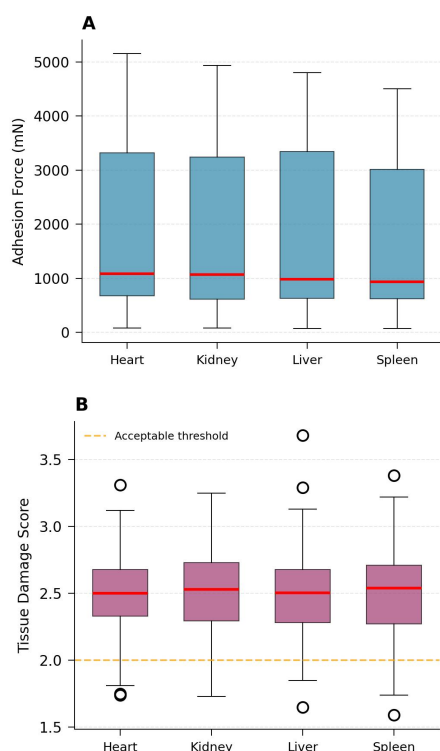 A
Adhesion Force (mN)
5000
4000
3000
2000
1000
0
Heart Kidney Liver Spleen
B
Acceptable threshold
Tissue Damage Score
3.5
3.0
2.5
2.0
1.5
Heart Kidney Liver Spleen